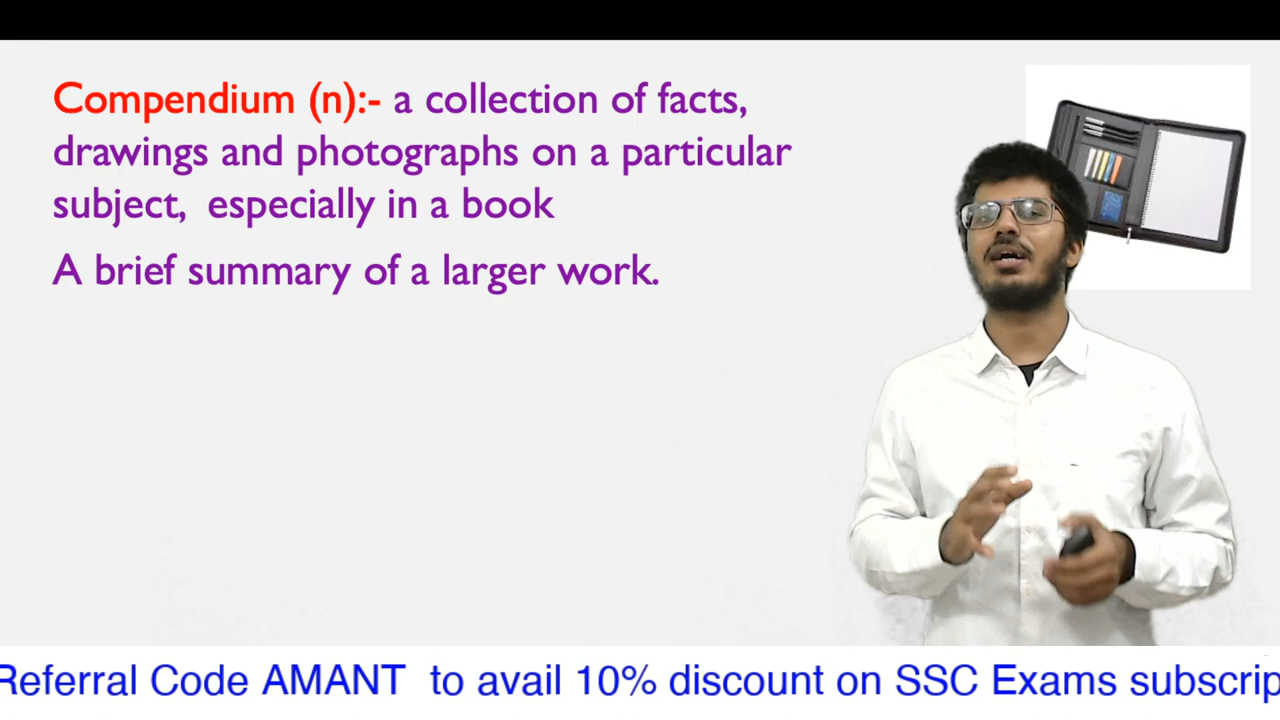 Compendium (n):- a collection of facts,
drawings and photographs on a particular
subject, especially in a book
A brief summary of a larger work.
Referral Code AMANT to avail 10% discount on SSC Exams subscrip